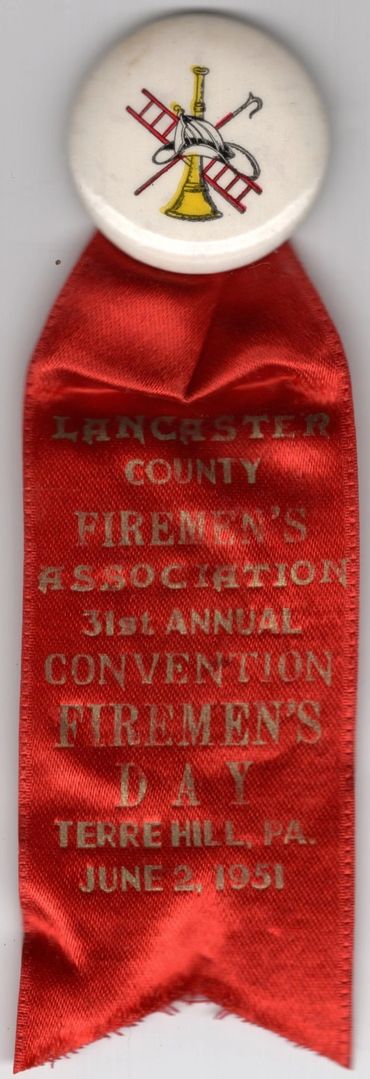 LANCASTER
COUNTY
FIREMEN'S
ASSOCIATION
31st ANNUAL
CONVENTION
FIREMEN'S
DAY
TERRE HILL, PA.
JUNE 2, 1951